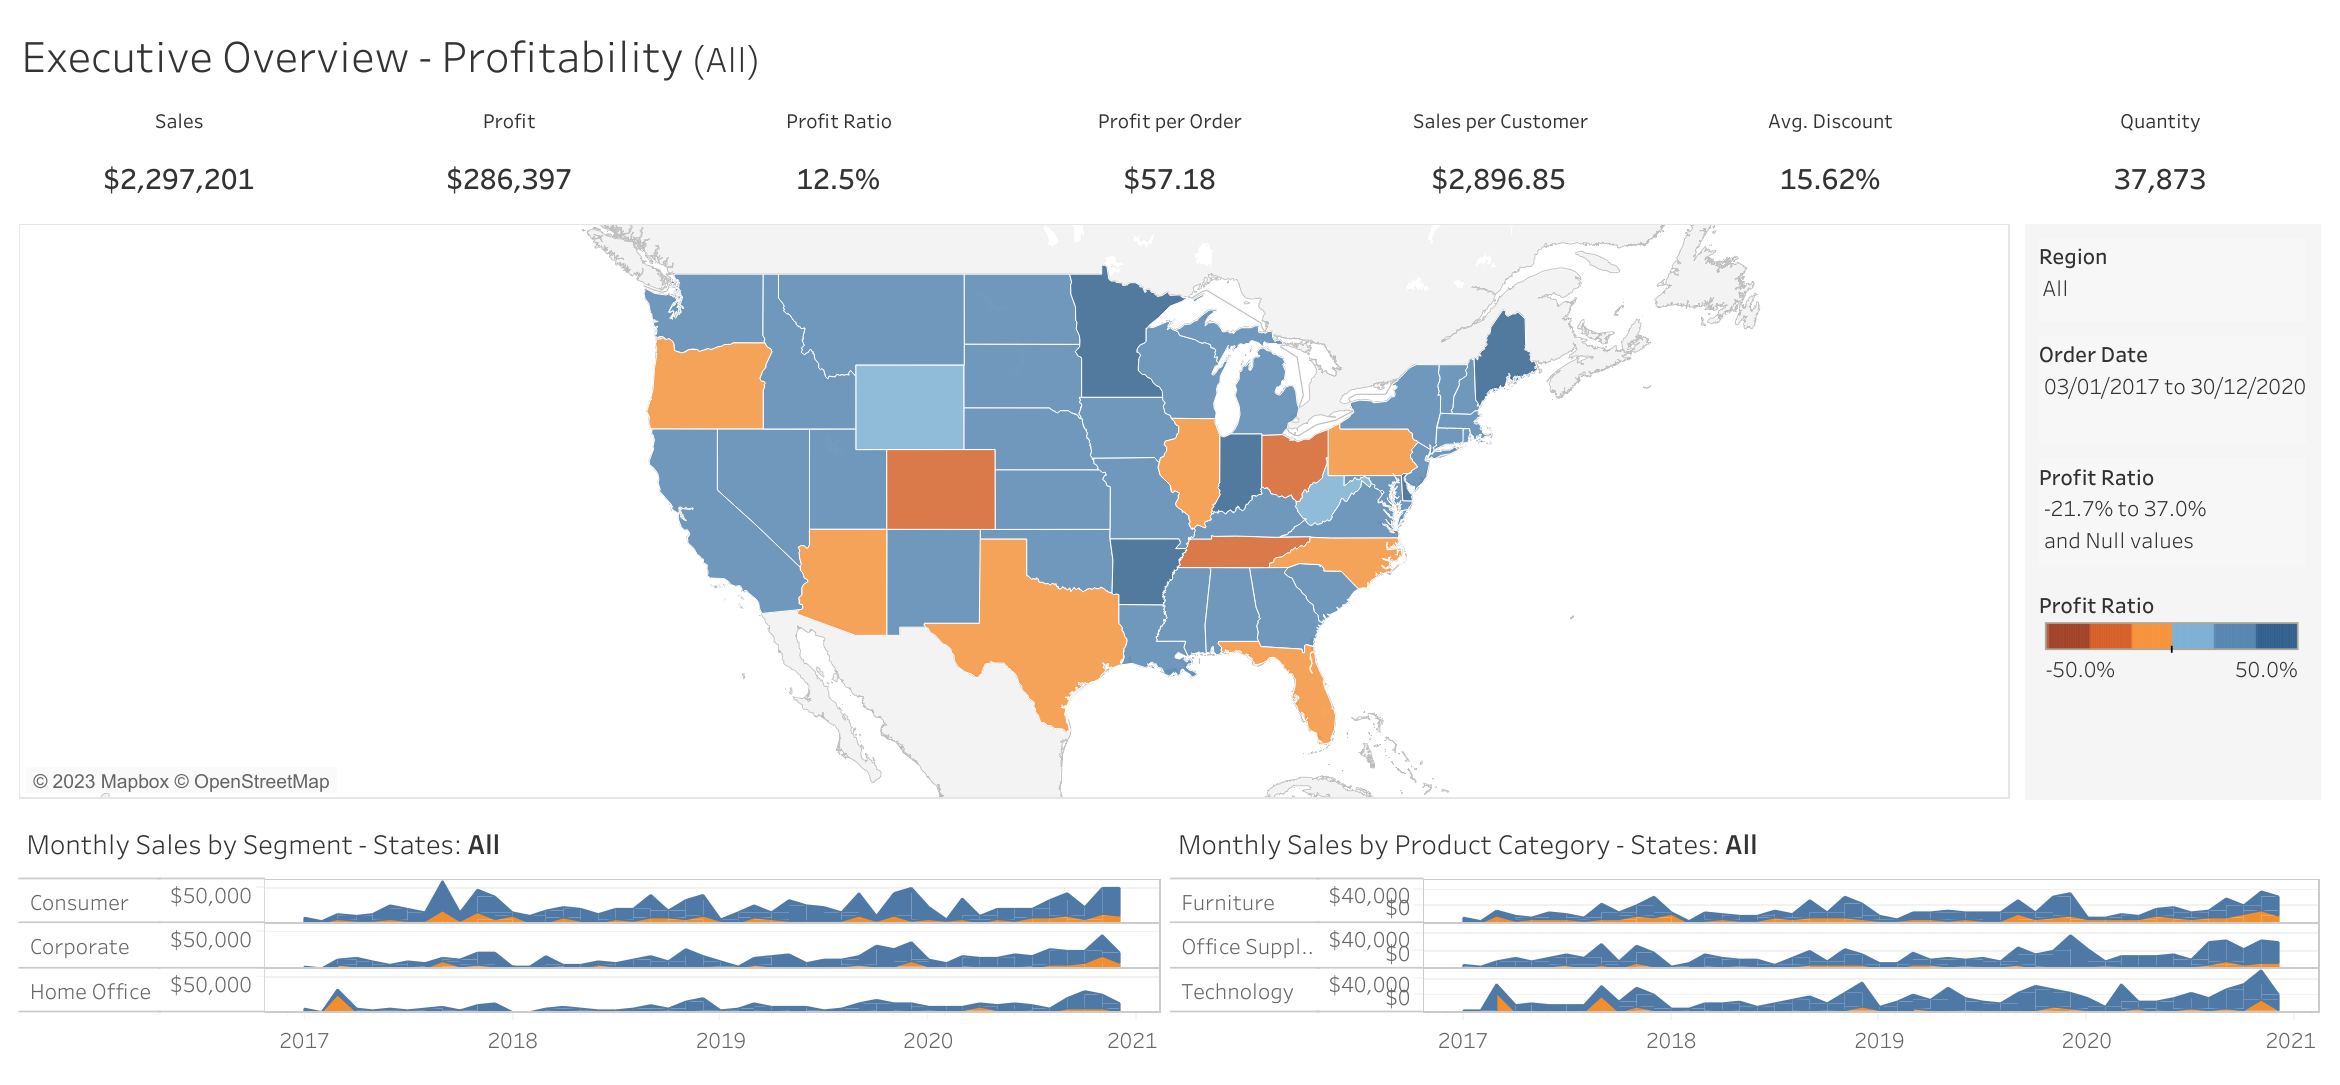 Executive Overview - Profitability (All)
Sales Profit Profit Ratio Profit per Order Sales per Customer Avg. Discount Quantity
$2,297,201 $286,397 12.5% $57.18 $2,896.85 15.62% 37,873
Region
All
Order Date
03/01/2017 to 30/12/2020
Profit Ratio
-21.7% to 37.0%
and Null values
Profit Ratio
-50.0% 50.0%
© 2023 Mapbox © OpenStreetMap
Monthly Sales by Segment - States: All
Consumer $50,000
Corporate $50,000
Home Office $50,000
2017 2018 2019 2020 2021
Monthly Sales by Product Category - States: All
Furniture $40,000
$0
Office Suppl.. $40,000
$0
Technology $40,000
$0
2017 2018 2019 2020 2021